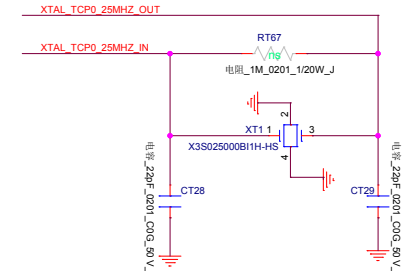 XTAL_TCP0_25MHZ_OUT
RT67
XTAL_TCP0_25MHZ_IN
ns
电阻_1M_0201_1/20W_J
2
XT1 1
3
X3S025000BI1H-HS
4
电容_22pF_0201_C0G_50V_
CT28
CT29
电容_22pF_0201_C0G_50V_